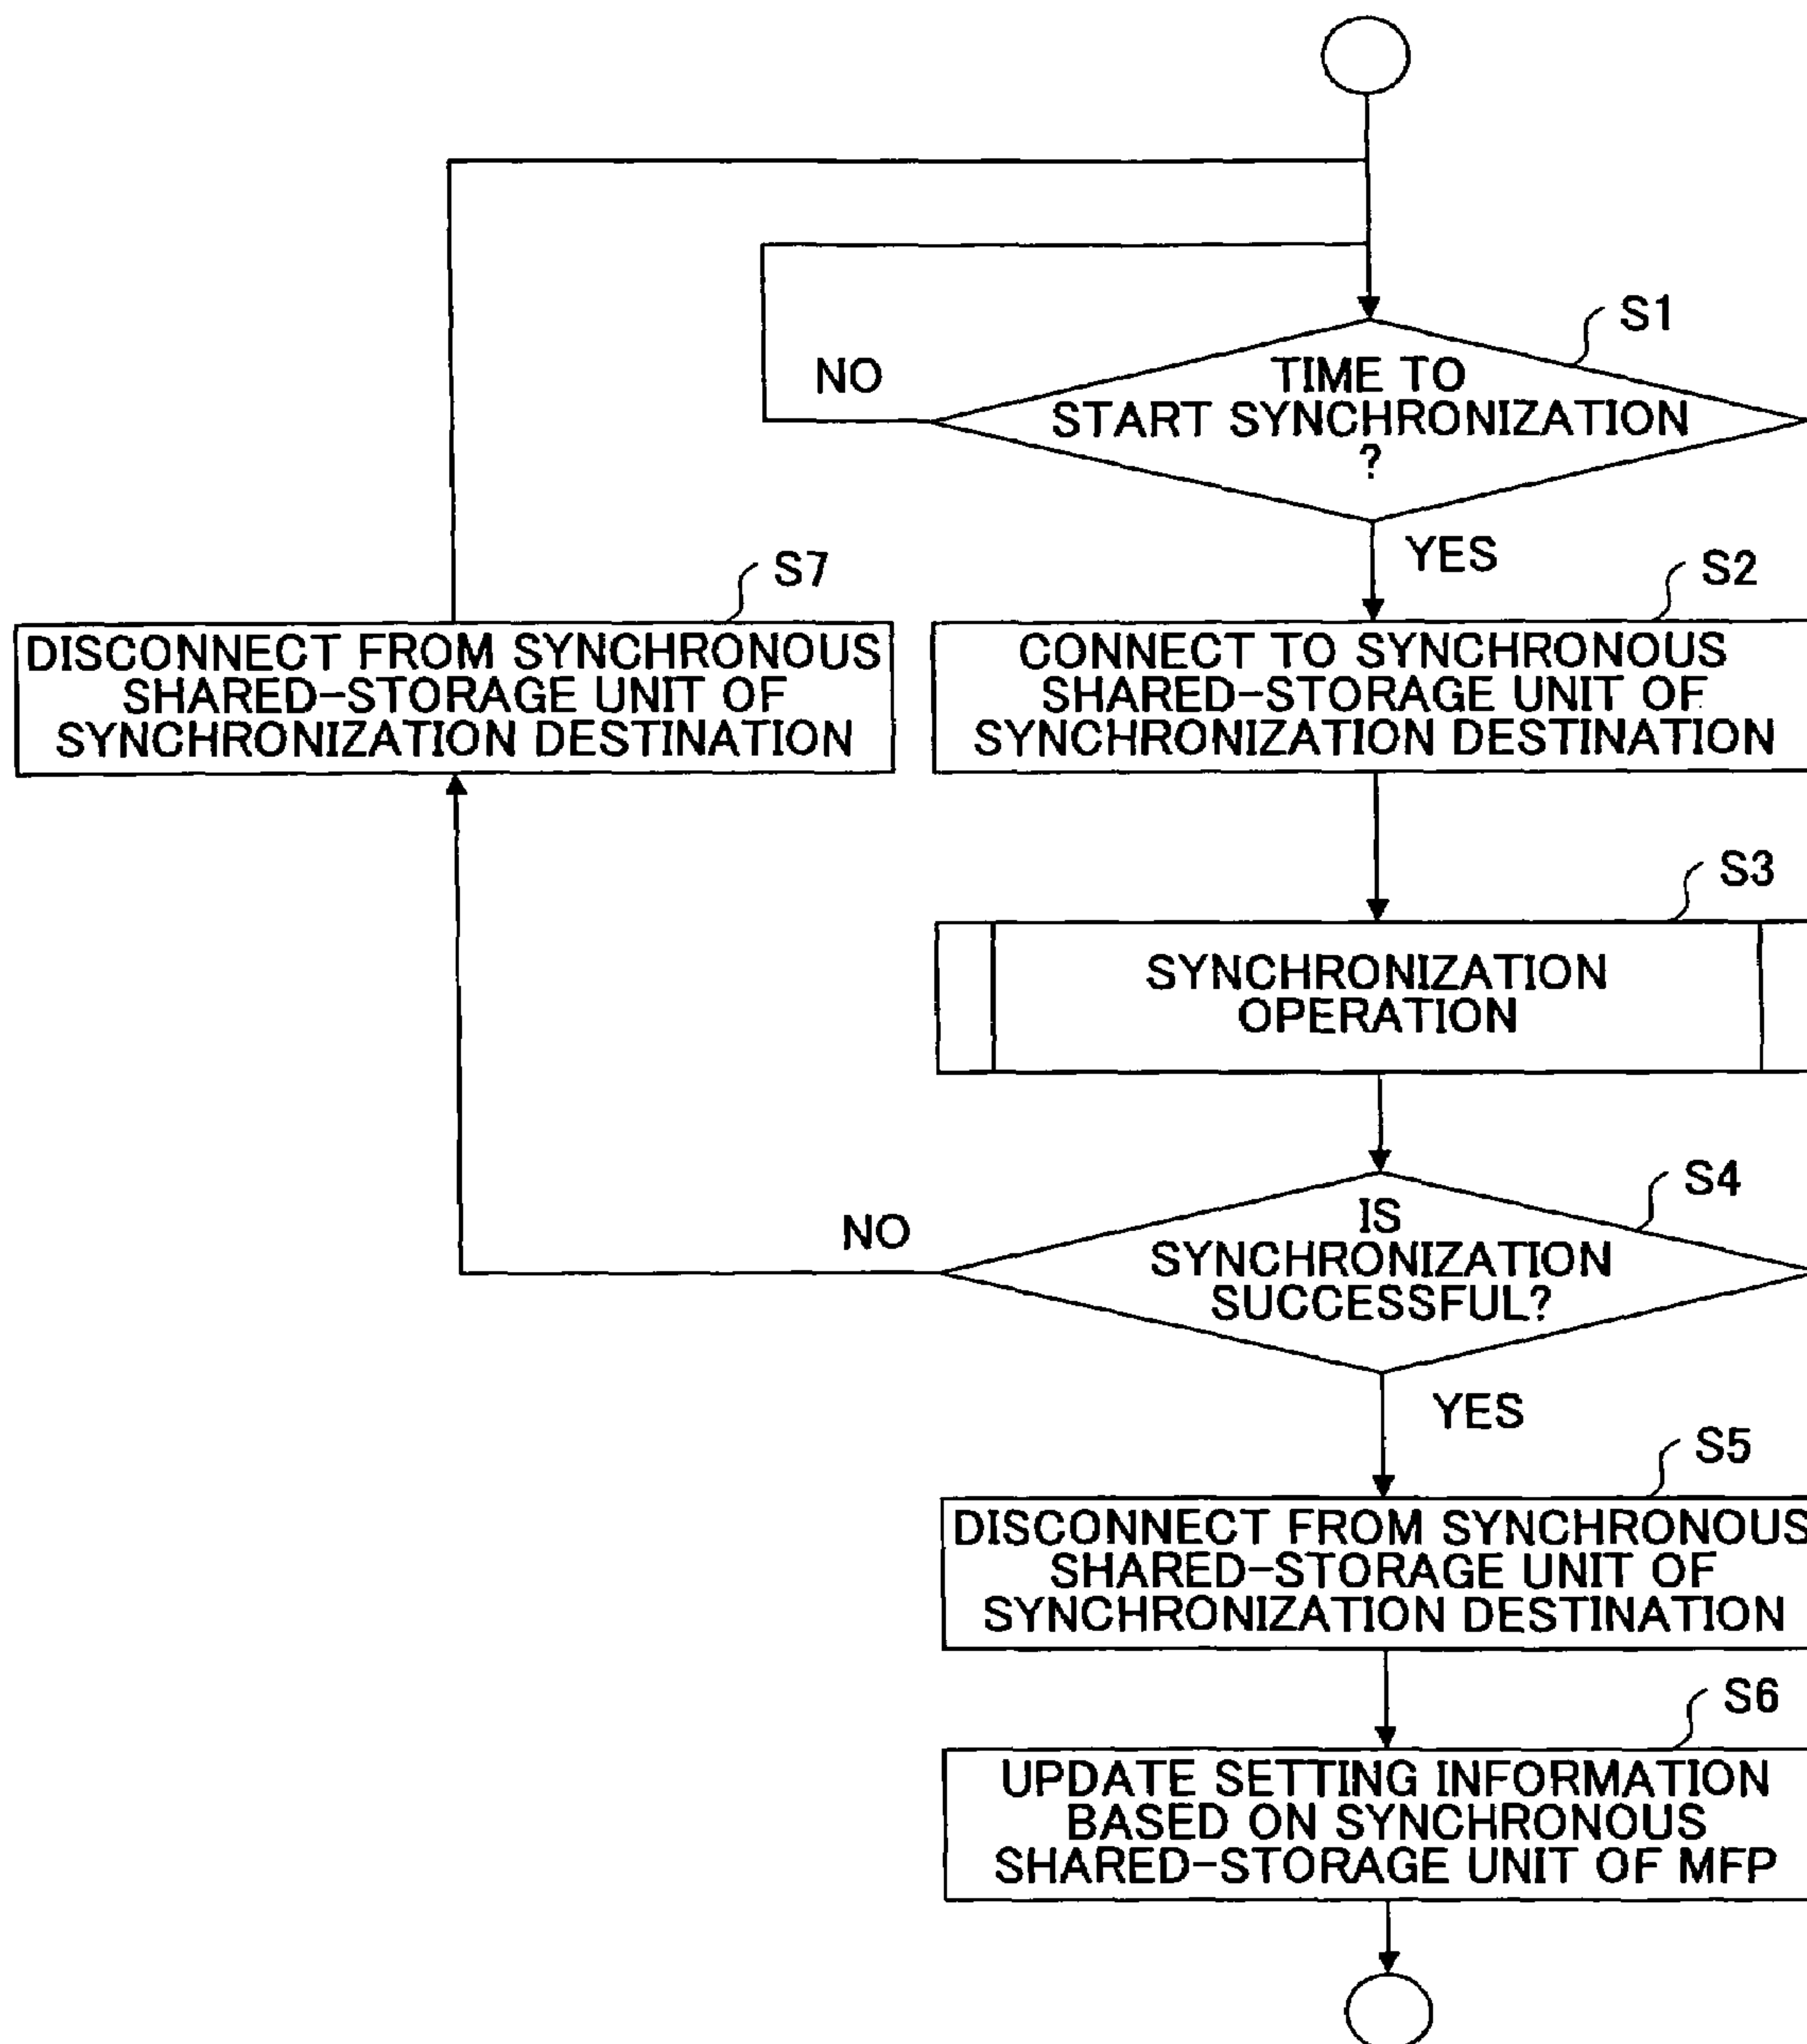 S1
TIME TO
START SYNCHRONIZATION
?
NO
YES
S7
DISCONNECT FROM SYNCHRONOUS
SHARED-STORAGE UNIT OF
SYNCHRONIZATION DESTINATION
S2
CONNECT TO SYNCHRONOUS
SHARED-STORAGE UNIT OF
SYNCHRONIZATION DESTINATION
S3
SYNCHRONIZATION
OPERATION
S4
IS
SYNCHRONIZATION
SUCCESSFUL?
NO
YES
S5
DISCONNECT FROM SYNCHRONOUS
SHARED-STORAGE UNIT OF
SYNCHRONIZATION DESTINATION
S6
UPDATE SETTING INFORMATION
BASED ON SYNCHRONOUS
SHARED-STORAGE UNIT OF MFP